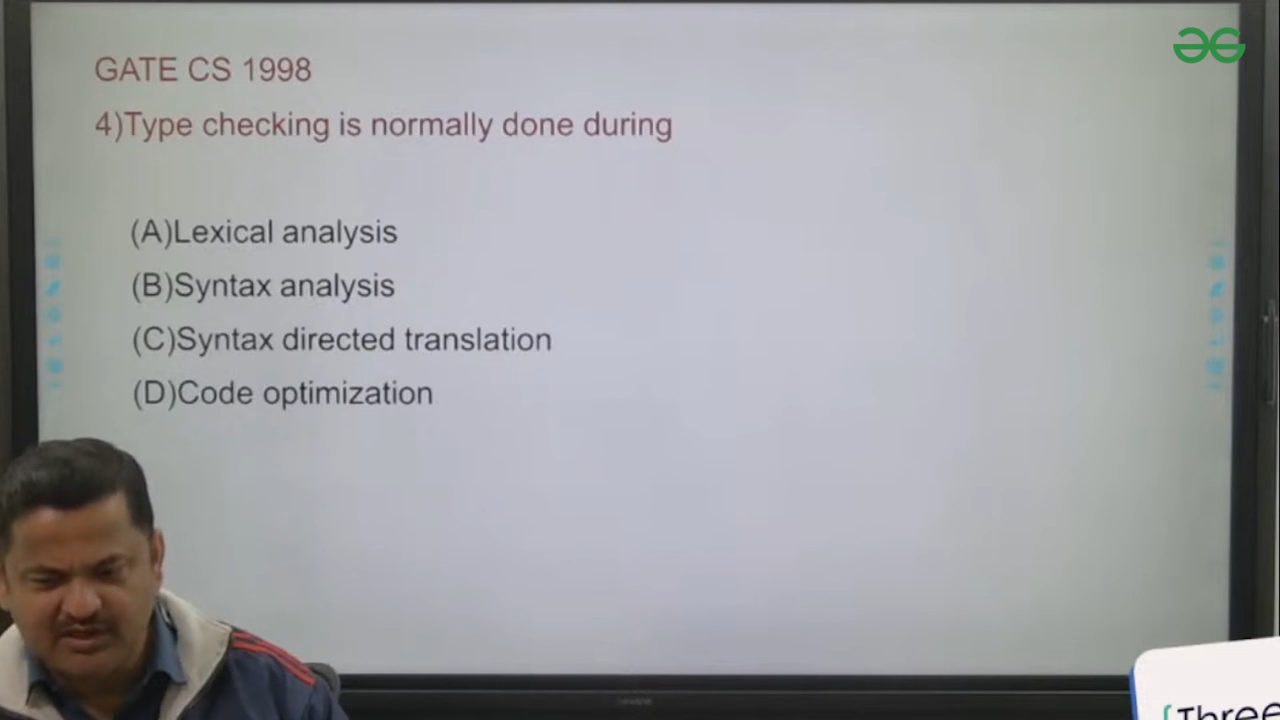 GATE CS 1998
4)Type checking is normally done during
(A)Lexical analysis
(B)Syntax analysis
(C)Syntax directed translation
(D)Code optimization
{Three